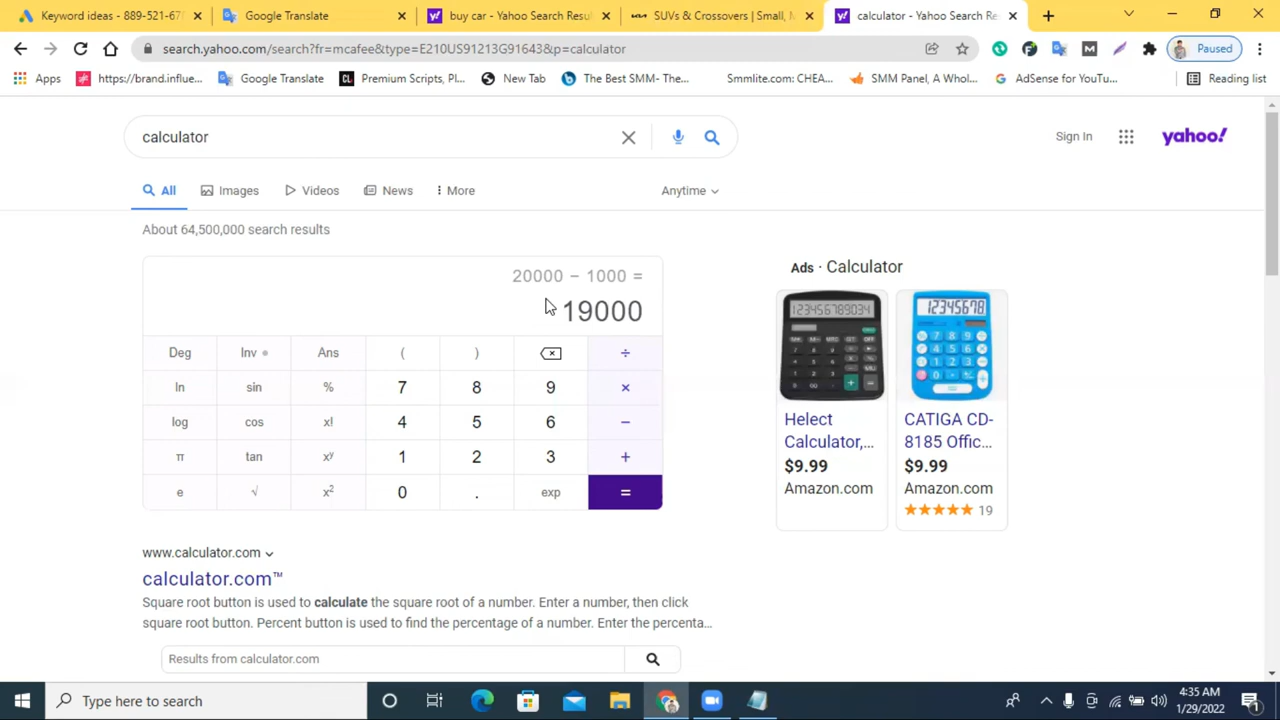 Keyword ideas - 889-521-67
Google Translate
buy car - Yahoo Search Resul
SUVs & Crossovers | Small, M
calculator - Yahoo Search Re
search.yahoo.com/search?fr=mcafee&type=E210US91213G91643&p=calculator
Paused
Apps
https://brand.influe...
Google Translate
CL Premium Scripts, Pl...
New Tab
The Best SMM- The...
Smmlite.com: CHEA...
SMM Panel, A Whol...
AdSense for YouTu...
Reading list
calculator
Sign In
yahoo!
All
Images
Videos
News
More
Anytime
About 64,500,000 search results
20000 − 1000 =
19000
Deg Inv Ans ( ) ÷
ln sin % 7 8 9 ×
log cos x! 4 5 6 −
π tan xʸ 1 2 3 +
e √ x² 0 . exp =
Ads · Calculator
Helect
Calculator,...
$9.99
Amazon.com
CATIGA CD-
8185 Offic...
$9.99
Amazon.com
19
www.calculator.com
calculator.com™
Square root button is used to calculate the square root of a number. Enter a number, then click
square root button. Percent button is used to find the percentage of a number. Enter the percenta...
Results from calculator.com
Type here to search
4:35 AM
1/29/2022
1